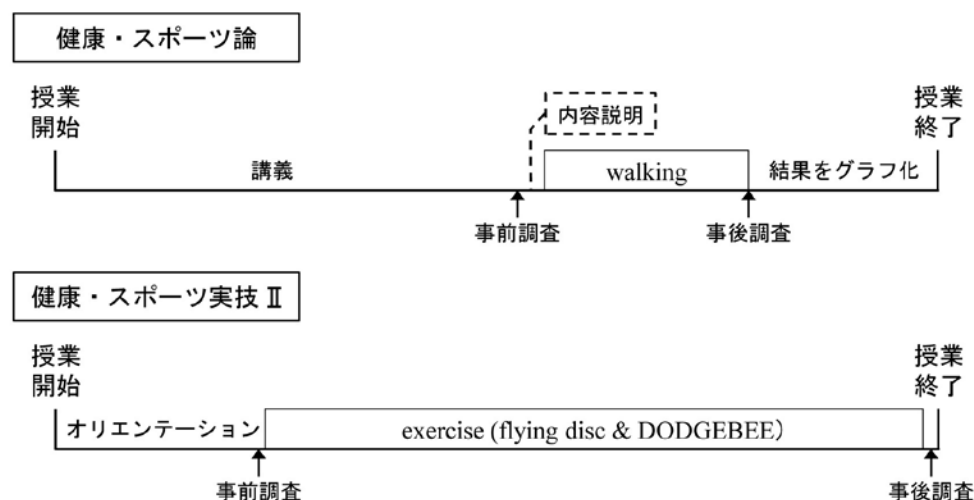 健康・スポーツ論
授業
開始
授業
終了
内容説明
講義
walking
結果をグラフ化
事前調査
事後調査
健康・スポーツ実技Ⅱ
授業
開始
授業
終了
オリエンテーション
exercise (flying disc & DODGEBEE）
事前調査
事後調査